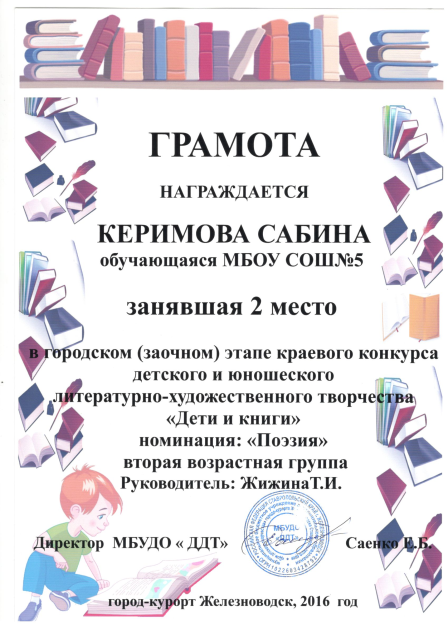 ГРАМОТА
НАГРАЖДАЕТСЯ
КЕРИМОВА САБИНА
обучающаяся МБОУ СОШ№5
занявшая 2 место
в городском (заочном) этапе краевого конкурса
детского и юношеского
литературно-художественного творчества
«Дети и книги»
номинация: «Поэзия»
вторая возрастная группа
Руководитель: ЖижинаТ.И.
МБУДО
«ДДТ»
Директор МБУДО « ДДТ» Саенко Е.Б.
город-курорт Железноводск, 2016 год